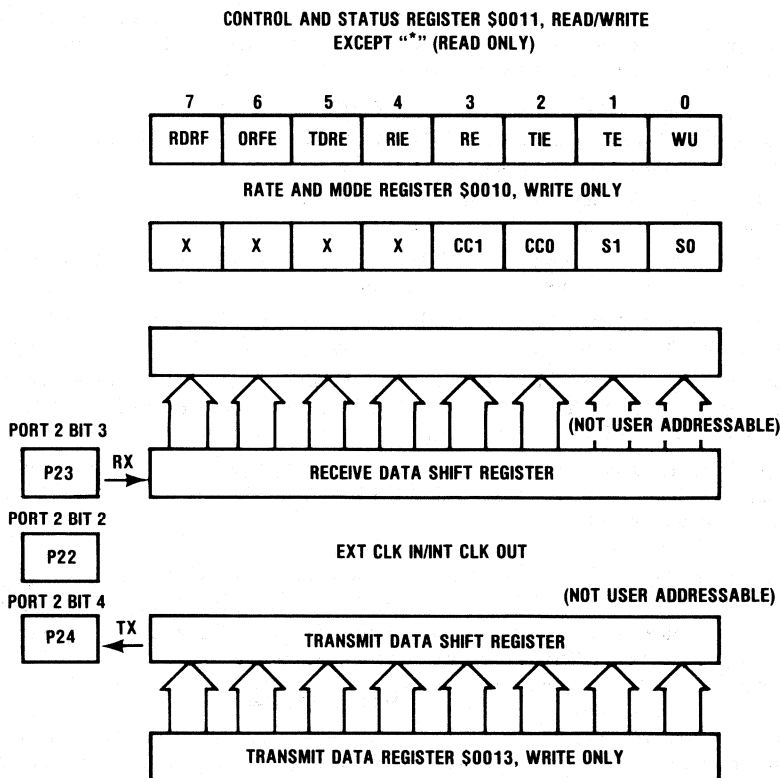 CONTROL AND STATUS REGISTER $0011, READ/WRITE
EXCEPT “*” (READ ONLY)
7 6 5 4 3 2 1 0
RDRF ORFE TDRE RIE RE TIE TE WU
RATE AND MODE REGISTER $0010, WRITE ONLY
X X X X CC1 CC0 S1 S0
(NOT USER ADDRESSABLE)
PORT 2 BIT 3
P23 RX RECEIVE DATA SHIFT REGISTER
PORT 2 BIT 2
P22 EXT CLK IN/INT CLK OUT
(NOT USER ADDRESSABLE)
PORT 2 BIT 4
P24 TX TRANSMIT DATA SHIFT REGISTER
TRANSMIT DATA REGISTER $0013, WRITE ONLY